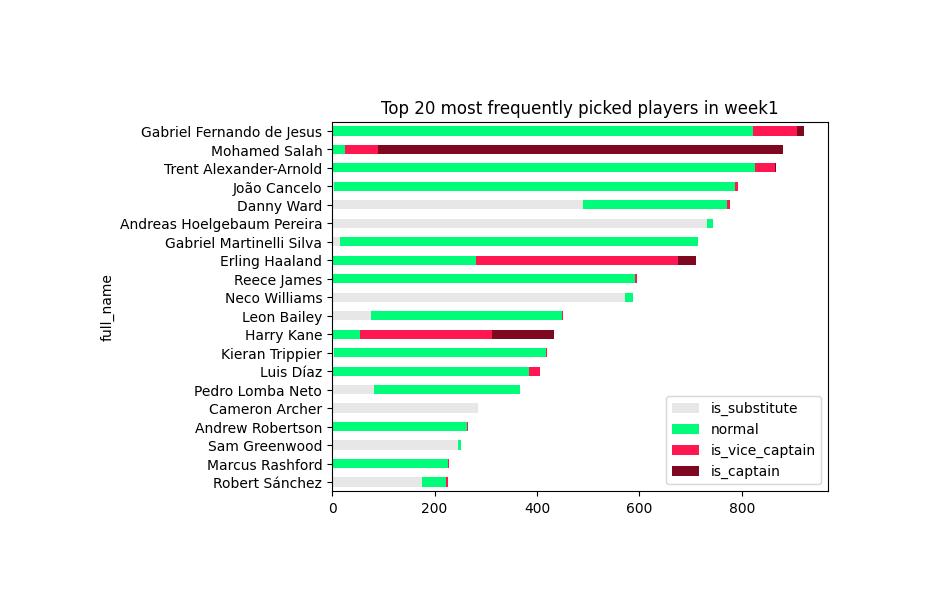 Top 20 most frequently picked players in week1
full_name
Gabriel Fernando de Jesus
Mohamed Salah
Trent Alexander-Arnold
João Cancelo
Danny Ward
Andreas Hoelgebaum Pereira
Gabriel Martinelli Silva
Erling Haaland
Reece James
Neco Williams
Leon Bailey
Harry Kane
Kieran Trippier
Luis Díaz
Pedro Lomba Neto
Cameron Archer
Andrew Robertson
Sam Greenwood
Marcus Rashford
Robert Sánchez
is_substitute
normal
is_vice_captain
is_captain
0 200 400 600 800